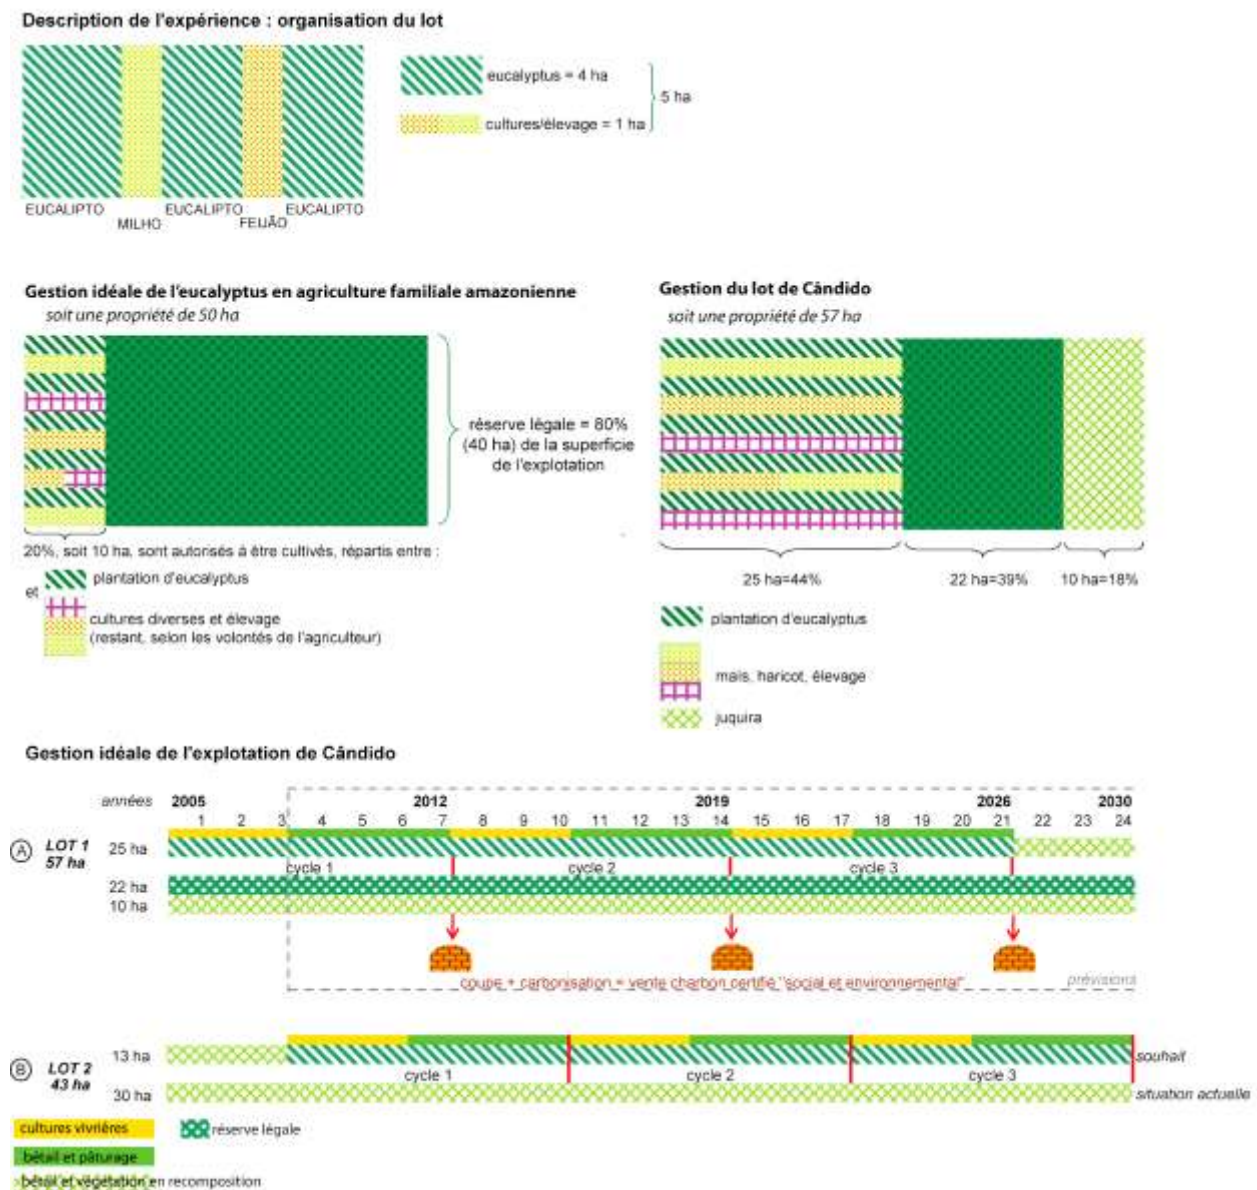 Description de l'expérience : organisation du lot
eucalyptus = 4 ha
5 ha
cultures/élevage = 1 ha
EUCALIPTO
MILHO
EUCALIPTO
FEIJÃO
EUCALIPTO
Gestion idéale de l'eucalyptus en agriculture familiale amazonienne
soit une propriété de 50 ha
réserve légale = 80%
(40 ha) de la superficie
de l'explotation
20%, soit 10 ha, sont autorisés à être cultivés, répartis entre :
plantation d'eucalyptus
et
cultures diverses et élevage
(restant, selon les volontés de l'agriculteur)
Gestion du lot de Cândido
soit une propriété de 57 ha
25 ha=44%
22 ha=39%
10 ha=18%
plantation d'eucalyptus
mais, haricot, élevage
juquira
Gestion idéale de l'explotation de Cândido
années 2005 2012 2019 2026 2030
1 2 3 4 5 6 7 8 9 10 11 12 13 14 15 16 17 18 19 20 21 22 23 24
A LOT 1
57 ha
25 ha
cycle 1 cycle 2 cycle 3
22 ha
10 ha
coupe + carbonisation = vente charbon certifié "social et environnemental"
prévisions
B LOT 2
43 ha
13 ha
souhait
cycle 1 cycle 2 cycle 3
30 ha
situation actuelle
cultures vivrières
réserve légale
bétail et pâturage
bétail et végétation en recomposition